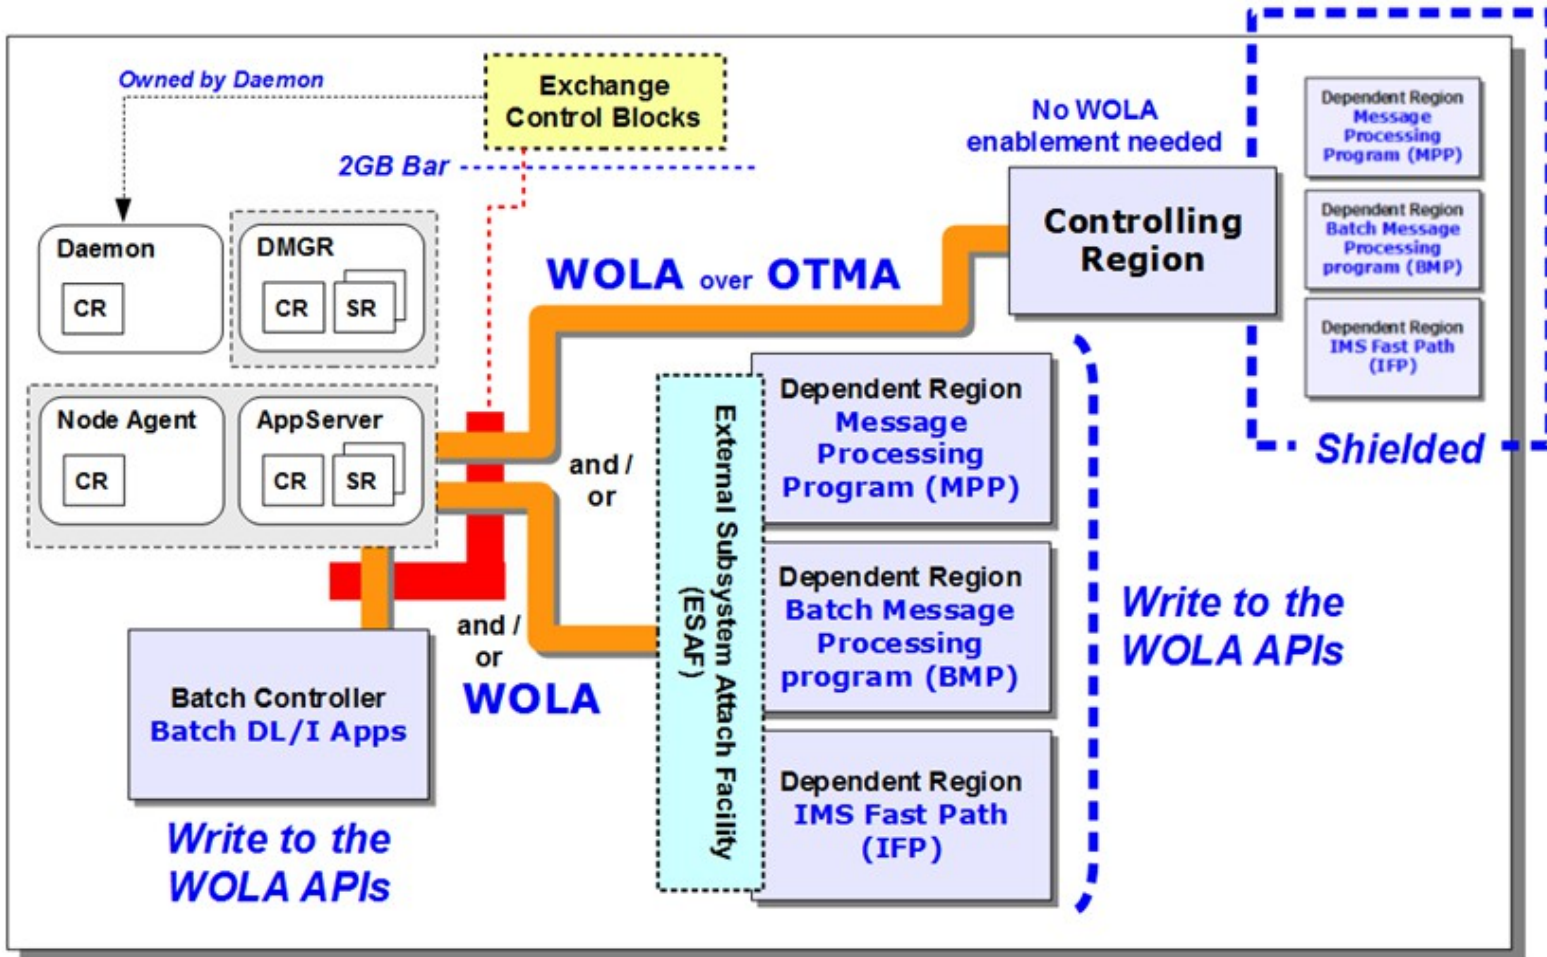 Owned by Daemon
Exchange
Control Blocks
2GB Bar
No WOLA
enablement needed
Controlling
Region
Dependent Region
Message
Processing
Program (MPP)
Dependent Region
Batch Message
Processing
program (BMP)
Dependent Region
IMS Fast Path
(IFP)
Shielded
Daemon
CR
DMGR
CR
SR
WOLA over OTMA
Node Agent
CR
AppServer
CR
SR
and /
or
External Subsystem Attach Facility
(ESAF)
Dependent Region
Message
Processing
Program (MPP)
Dependent Region
Batch Message
Processing
program (BMP)
Dependent Region
IMS Fast Path
(IFP)
Write to the
WOLA APIs
and /
or
WOLA
Batch Controller
Batch DL/I Apps
Write to the
WOLA APIs